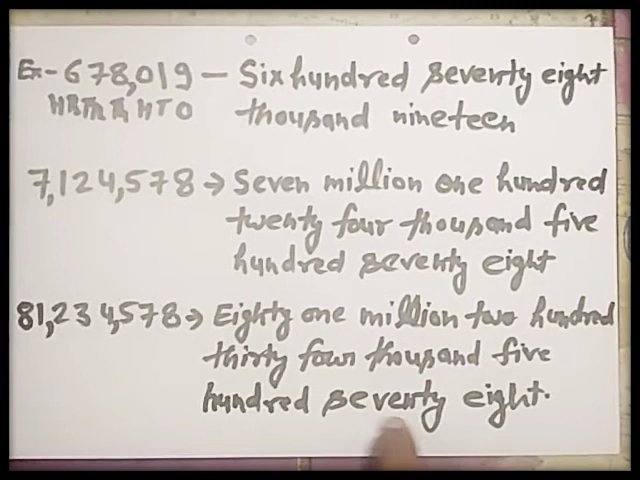 Ex- 678,019 - Six hundred seventy eight
HTh TTh Th H T O thousand nineteen
7,124,578 → Seven million one hundred
twenty four thousand five
hundred seventy eight
81,234,578 → Eighty one million two hundred
thirty four thousand five
hundred seventy eight.